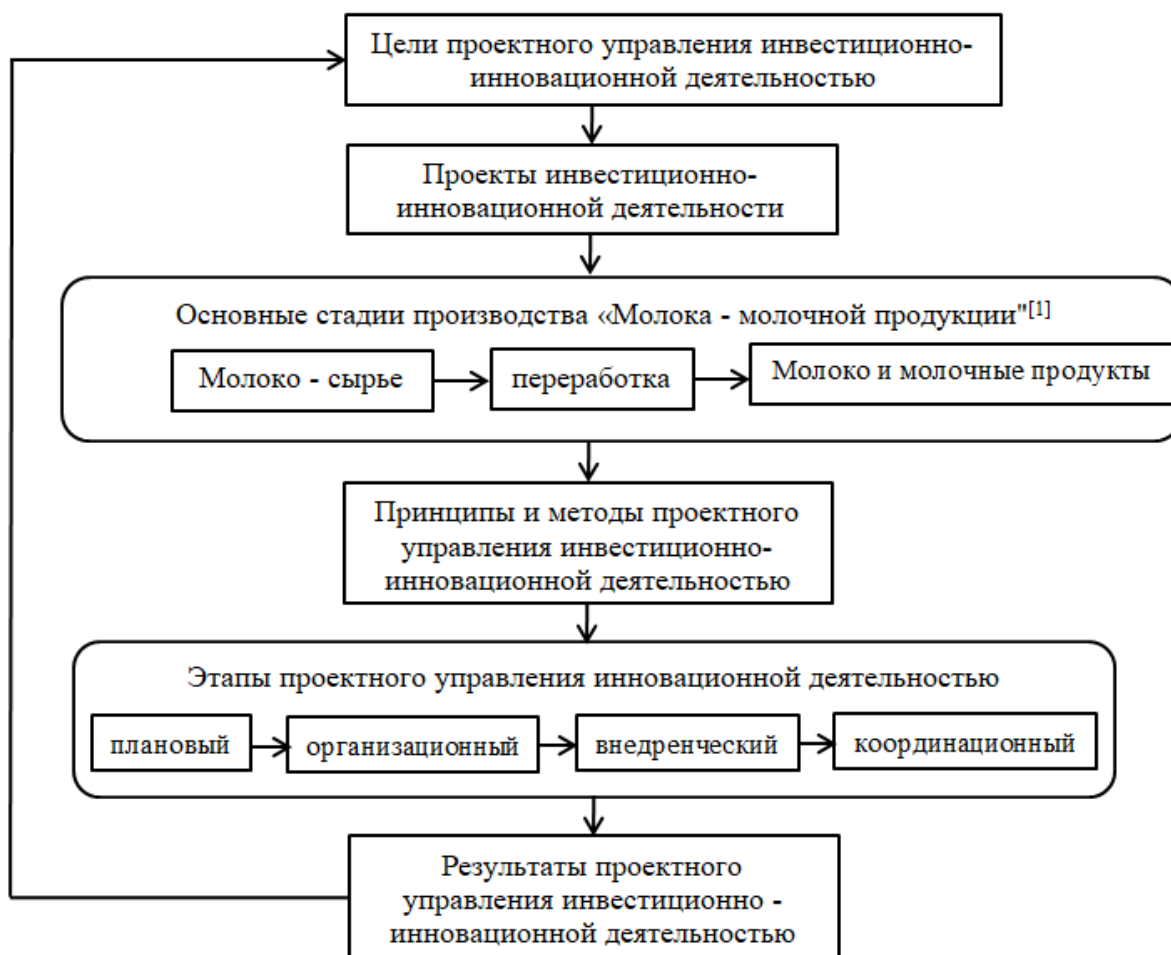 Цели проектного управления инвестиционно-
инновационной деятельностью
Проекты инвестиционно-
инновационной деятельности
Основные стадии производства «Молока - молочной продукции"[1]
Молоко - сырье
переработка
Молоко и молочные продукты
Принципы и методы проектного
управления инвестиционно-
инновационной деятельностью
Этапы проектного управления инновационной деятельностью
плановый
организационный
внедренческий
координационный
Результаты проектного
управления инвестиционно -
инновационной деятельностью